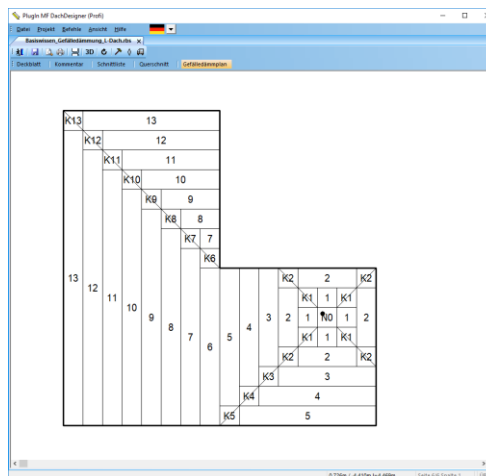 PlugIn MF DachDesigner (Profi)
Datei Projekt Befehle Ansicht Hilfe
3D
Deckblatt Kommentar Schnittliste Querschnitt Gefälledämmplan
K13 13
K12 12
K11 11
K10 10
K9 9
K8 8
K7 7
K6
K2 2 K2
K1 1 K1
13 12 11 10 9 8 7 6 5 4 3 2 1 N0 1 2
K1 1 K1
K2 2 K2
K3 3
K4 4
K5 5